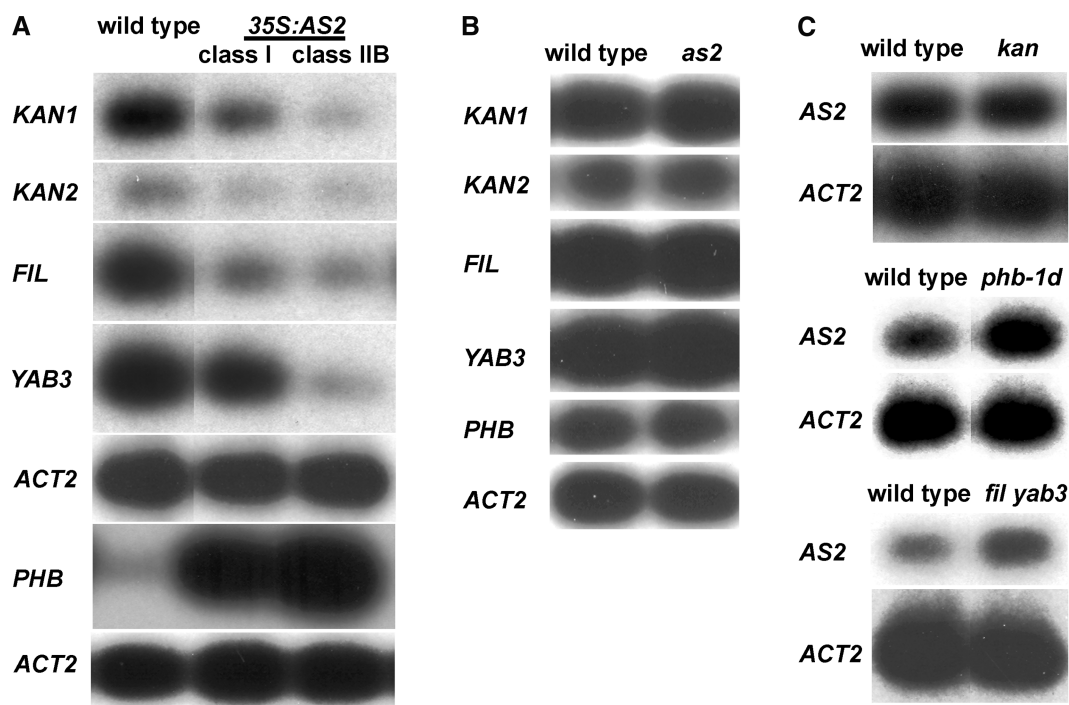 A
wild type 35S:AS2
class I class IIB
KAN1
KAN2
FIL
YAB3
ACT2
PHB
ACT2
B
wild type as2
KAN1
KAN2
FIL
YAB3
PHB
ACT2
C
wild type kan
AS2
ACT2
wild type phb-1d
AS2
ACT2
wild type fil yab3
AS2
ACT2